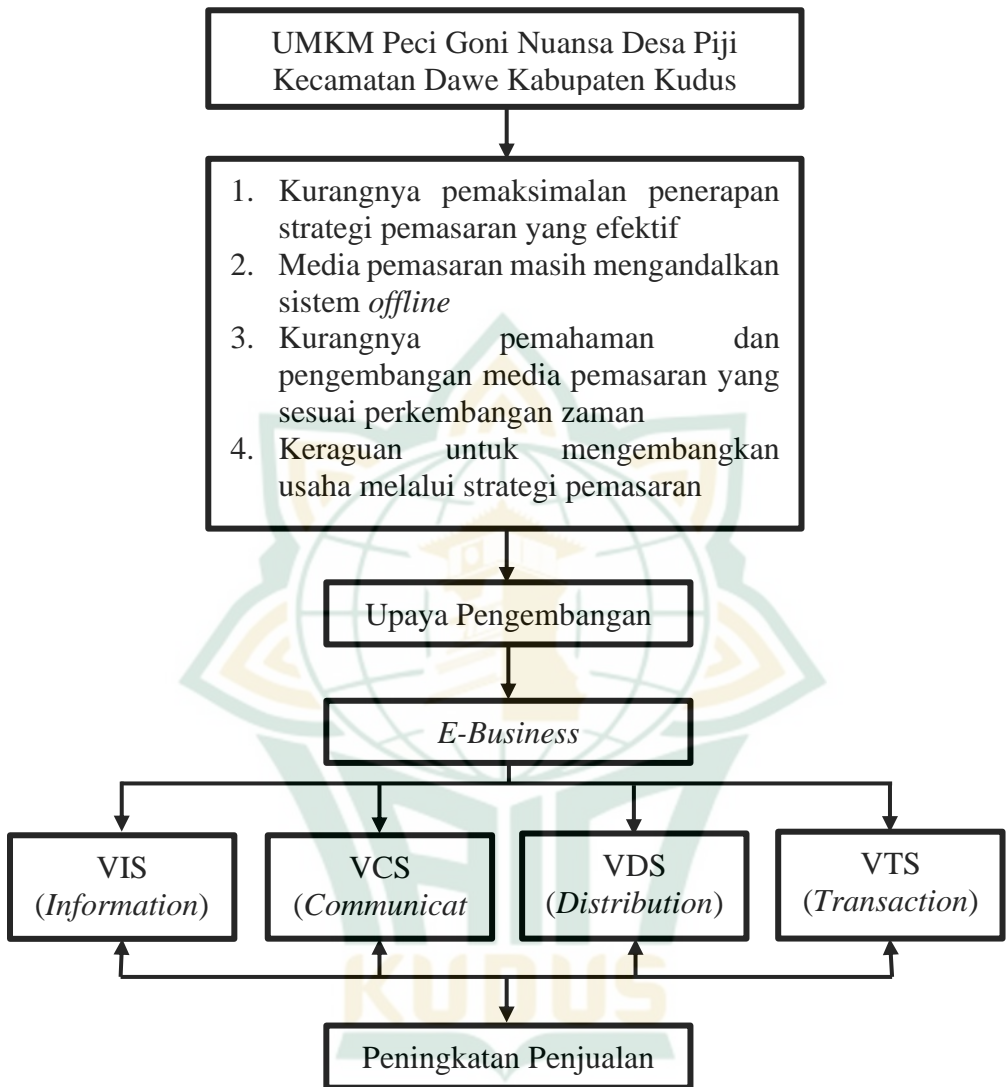 UMKM Peci Goni Nuansa Desa Piji
Kecamatan Dawe Kabupaten Kudus
1. Kurangnya pemaksimalan penerapan
strategi pemasaran yang efektif
2. Media pemasaran masih mengandalkan
sistem offline
3. Kurangnya pemahaman dan
pengembangan media pemasaran yang
sesuai perkembangan zaman
4. Keraguan untuk mengembangkan
usaha melalui strategi pemasaran
Upaya Pengembangan
E-Business
VIS
(Information)
VCS
(Communicat
VDS
(Distribution)
VTS
(Transaction)
KUDUS
Peningkatan Penjualan